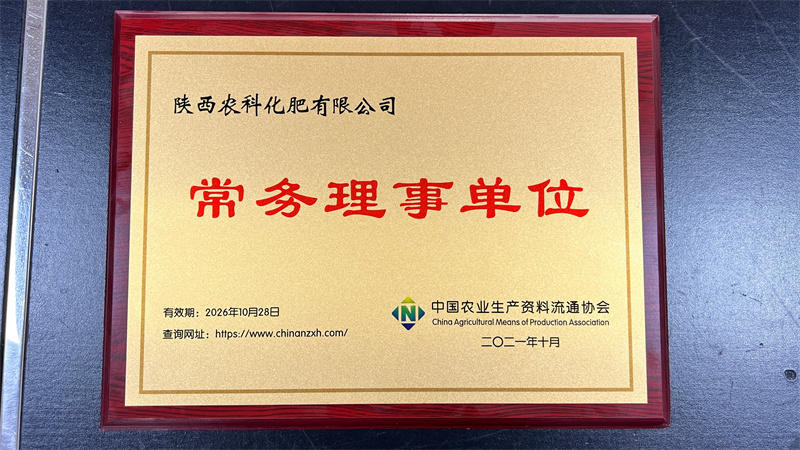 陕西农科化肥有限公司
常务理事单位
有效期：2026年10月28日
查询网址：https://www.chinanzxh.com/
N
中国农业生产资料流通协会
China Agricultural Means of Production Association
二〇二一年十月